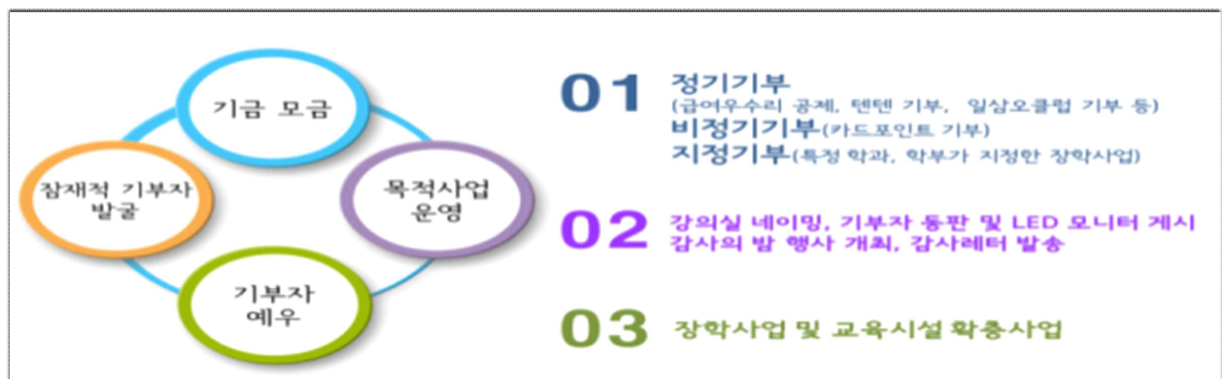 기금 모금
잠재적 기부자
발굴
목적사업
운영
기부자
예우
01
정기기부
(급여우수리 공제, 텐텐 기부, 일삼오클럽 기부 등)
비정기기부(카드포인트 기부)
지정기부(특정 학과, 학부가 지정한 장학사업)
02
강의실 네이밍, 기부자 동판 및 LED 모니터 게시
감사의 밤 행사 개최, 감사레터 발송
03
장학사업 및 교육시설 확충사업